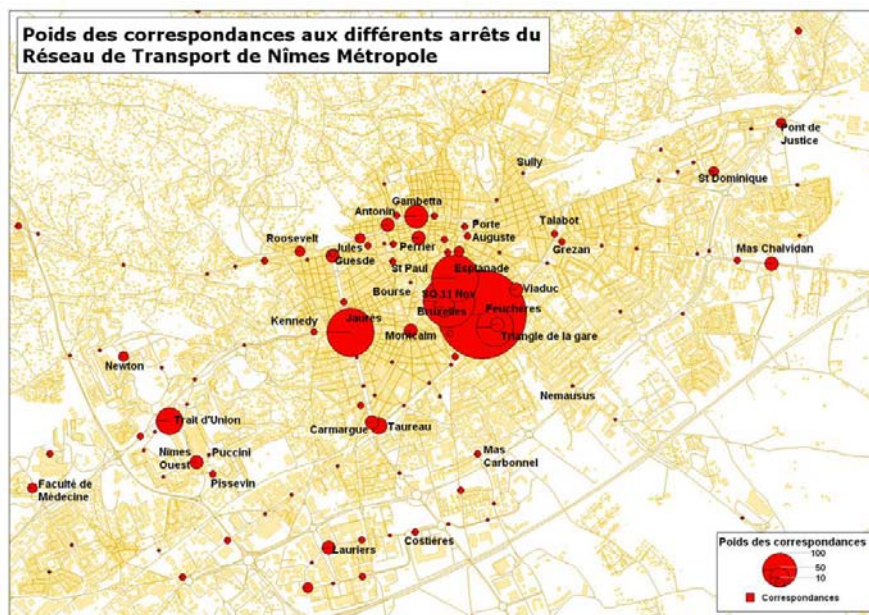 Poids des correspondances aux différents arrêts du
Réseau de Transport de Nîmes Métropole
Pont de
Justice
Sully
St Dominique
Gambetta
Antonin
Porte
Auguste
Talabot
Grezan
Roosevelt
Jules
Guesde
Perrier
Mas Chalvidan
St Paul
Esplanade
Bourse
SQ.11 Nov
Viaduc
Bruxelles
Feuchères
Kennedy
Jaurès
Montcalm
Triangle de la gare
Newton
Nemausus
Trait d'Union
Carmargue
Taureau
Nîmes
Ouest
Puccini
Pissevin
Mas
Carbonnel
Faculté de
Médecine
Costières
Lauriers
Poids des correspondances
100
50
10
Correspondances